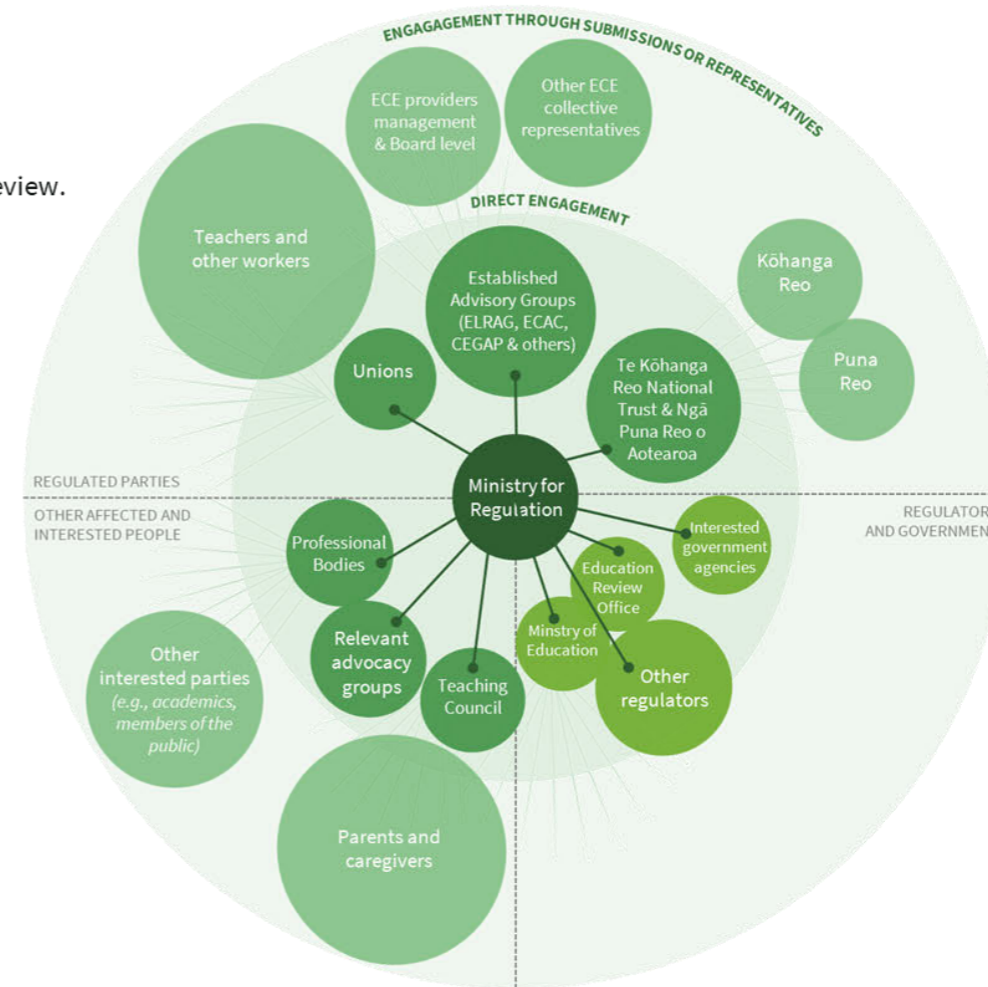 ENGAGAGEMENT THROUGH SUBMISSIONS OR REPRESENTATIVES
ECE providers
management
& Board level
Other ECE
collective
representatives
eview.
DIRECT ENGAGEMENT
Teachers and
other workers
Established
Advisory Groups
(ELRAG, ECAC,
CEGAP & others)
Kōhanga
Reo
Unions
Te Kōhanga
Reo National
Trust & Ngā
Puna Reo o
Aotearoa
Puna
Reo
REGULATED PARTIES
Ministry for
Regulation
OTHER AFFECTED AND
INTERESTED PEOPLE
REGULATOR
AND GOVERNMEN
Professional
Bodies
Interested
government
agencies
Education
Review
Office
Minstry of
Education
Relevant
advocacy
groups
Teaching
Council
Other
regulators
Other
interested parties
(e.g., academics,
members of the
public)
Parents and
caregivers